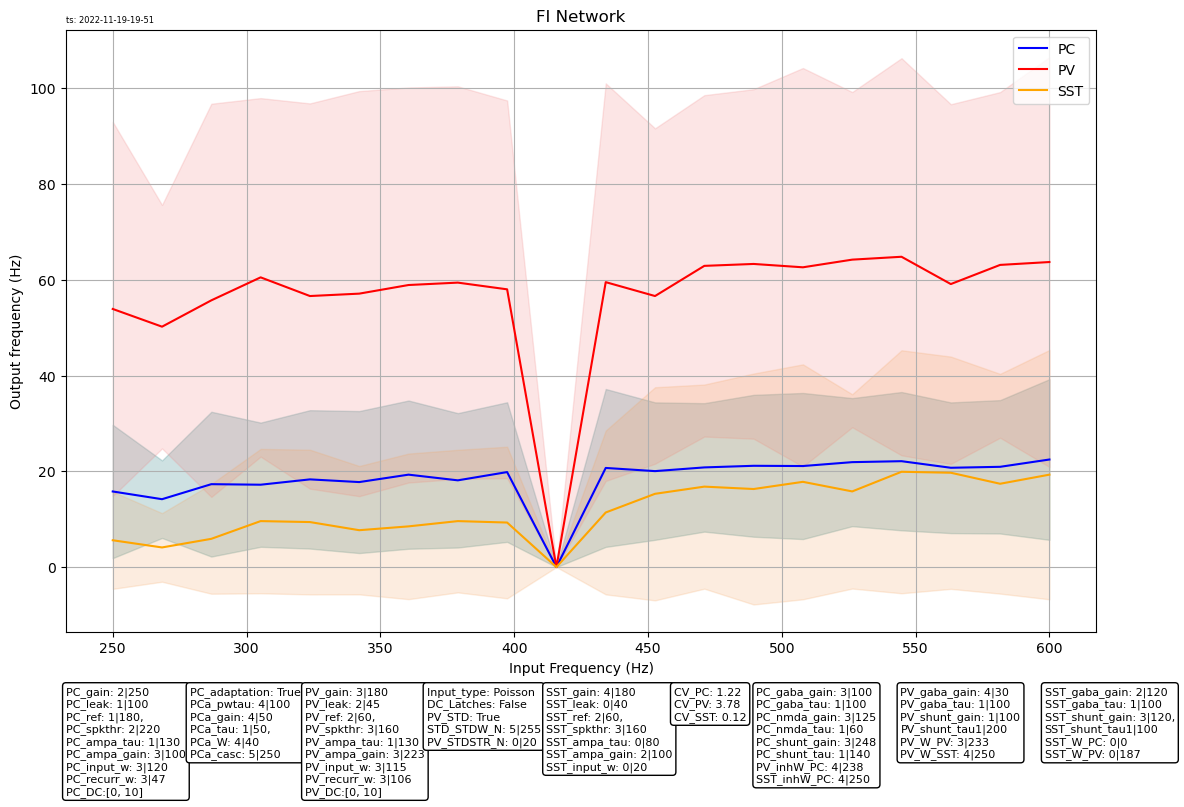 ts: 2022-11-19-19-51
FI Network
PC
PV
SST
Output frequency (Hz)
100
80
60
40
20
0
250
300
350
400
450
500
550
600
Input Frequency (Hz)
PC_gain: 2|250
PC_leak: 1|100
PC_ref: 1|180,
PC_spkthr: 2|220
PC_ampa_tau: 1|130
PC_ampa_gain: 3|100
PC_input_w: 3|120
PC_recurr_w: 3|47
PC_DC:[0, 10]
PC_adaptation: True
PCa_pwtau: 4|100
PCa_gain: 4|50
PCa_tau: 1|50,
PCa_W: 4|40
PCa_casc: 5|250
PV_gain: 3|180
PV_leak: 2|45
PV_ref: 2|60,
PV_spkthr: 3|160
PV_ampa_tau: 1|130
PV_ampa_gain: 3|223
PV_input_w: 3|115
PV_recurr_w: 3|106
PV_DC:[0, 10]
Input_type: Poisson
DC_Latches: False
PV_STD: True
STD_STDW_N: 5|255
PV_STDSTR_N: 0|20
SST_gain: 4|180
SST_leak: 0|40
SST_ref: 2|60,
SST_spkthr: 3|160
SST_ampa_tau: 0|80
SST_ampa_gain: 2|100
SST_input_w: 0|20
CV_PC: 1.22
CV_PV: 3.78
CV_SST: 0.12
PC_gaba_gain: 3|100
PC_gaba_tau: 1|100
PC_nmda_gain: 3|125
PC_nmda_tau: 1|60
PC_shunt_gain: 3|248
PC_shunt_tau: 1|140
PV_inhW_PC: 4|238
SST_inhW_PC: 4|250
PV_gaba_gain: 4|30
PV_gaba_tau: 1|100
PV_shunt_gain: 1|100
PV_shunt_tau1|200
PV_W_PV: 3|233
PV_W_SST: 4|250
SST_gaba_gain: 2|120
SST_gaba_tau: 1|100
SST_shunt_gain: 3|120,
SST_shunt_tau1|100
SST_W_PC: 0|0
SST_W_PV: 0|187